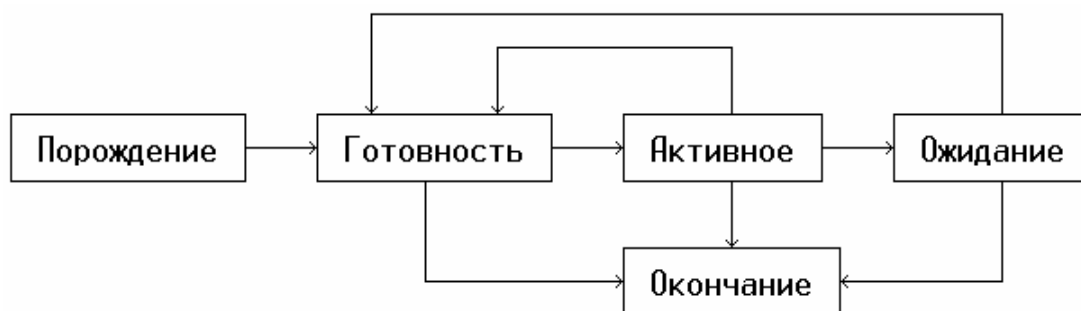 Порождение
Готовность
Активное
Ожидание
Окончание